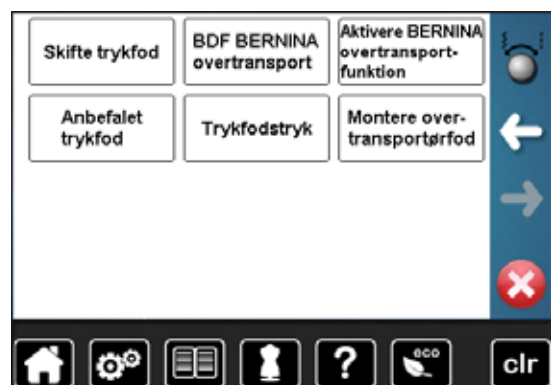 Skifte trykfod
BDF BERNINA
overtransport
Aktivere BERNINA
overtransport-
funktion
Anbefalet
trykfod
Trykfodstryk
Montere over-
transportørfod
?
eco
clr